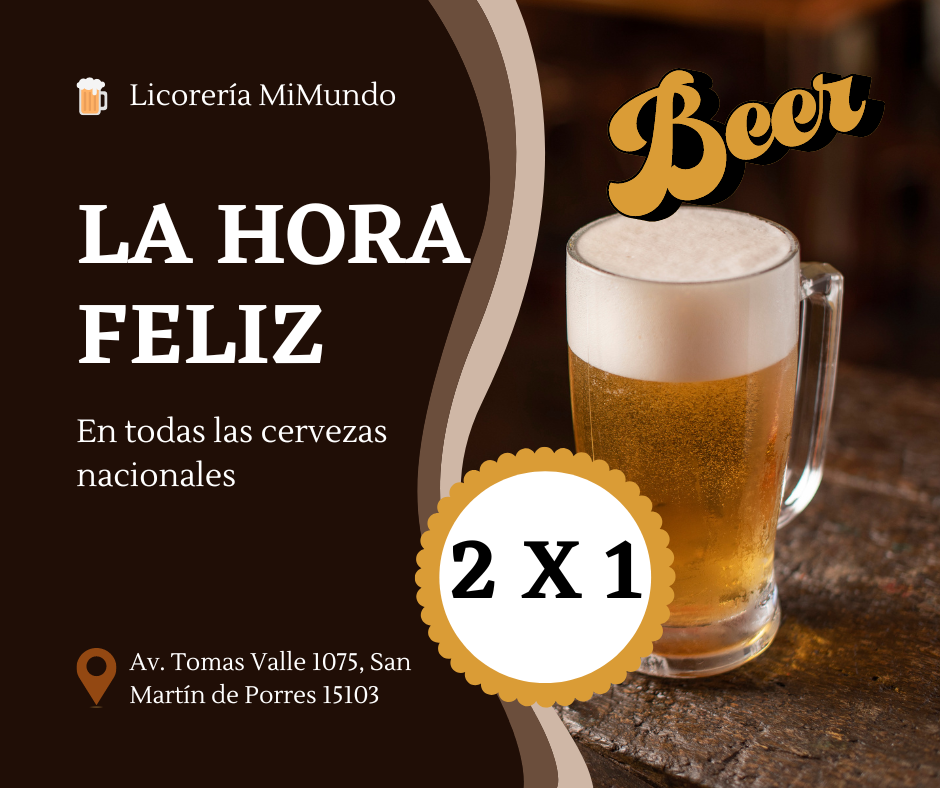 Licorería MiMundo
Beer
LA HORA
FELIZ
En todas las cervezas
nacionales
2 X 1
Av. Tomas Valle 1075, San
Martín de Porres 15103